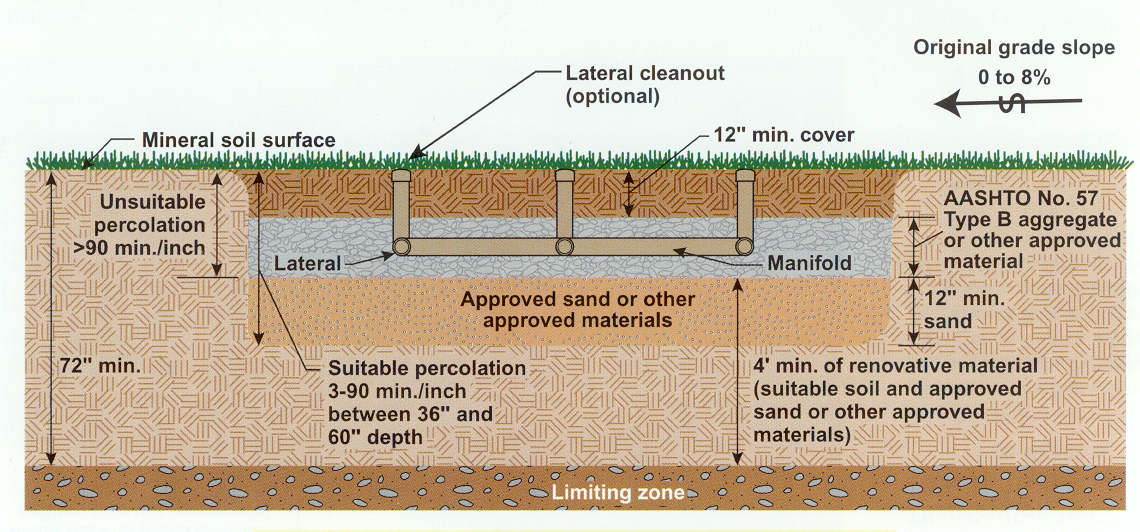 Original grade slope
0 to 8%
S
Lateral cleanout
(optional)
12" min. cover
Mineral soil surface
Unsuitable
percolation
>90 min./inch
AASHTO No. 57
Type B aggregate
or other approved
material
Lateral
Manifold
Approved sand or other
approved materials
12" min.
sand
72" min.
Suitable percolation
3-90 min./inch
between 36" and
60" depth
4' min. of renovative material
(suitable soil and approved
sand or other approved
materials)
Limiting zone